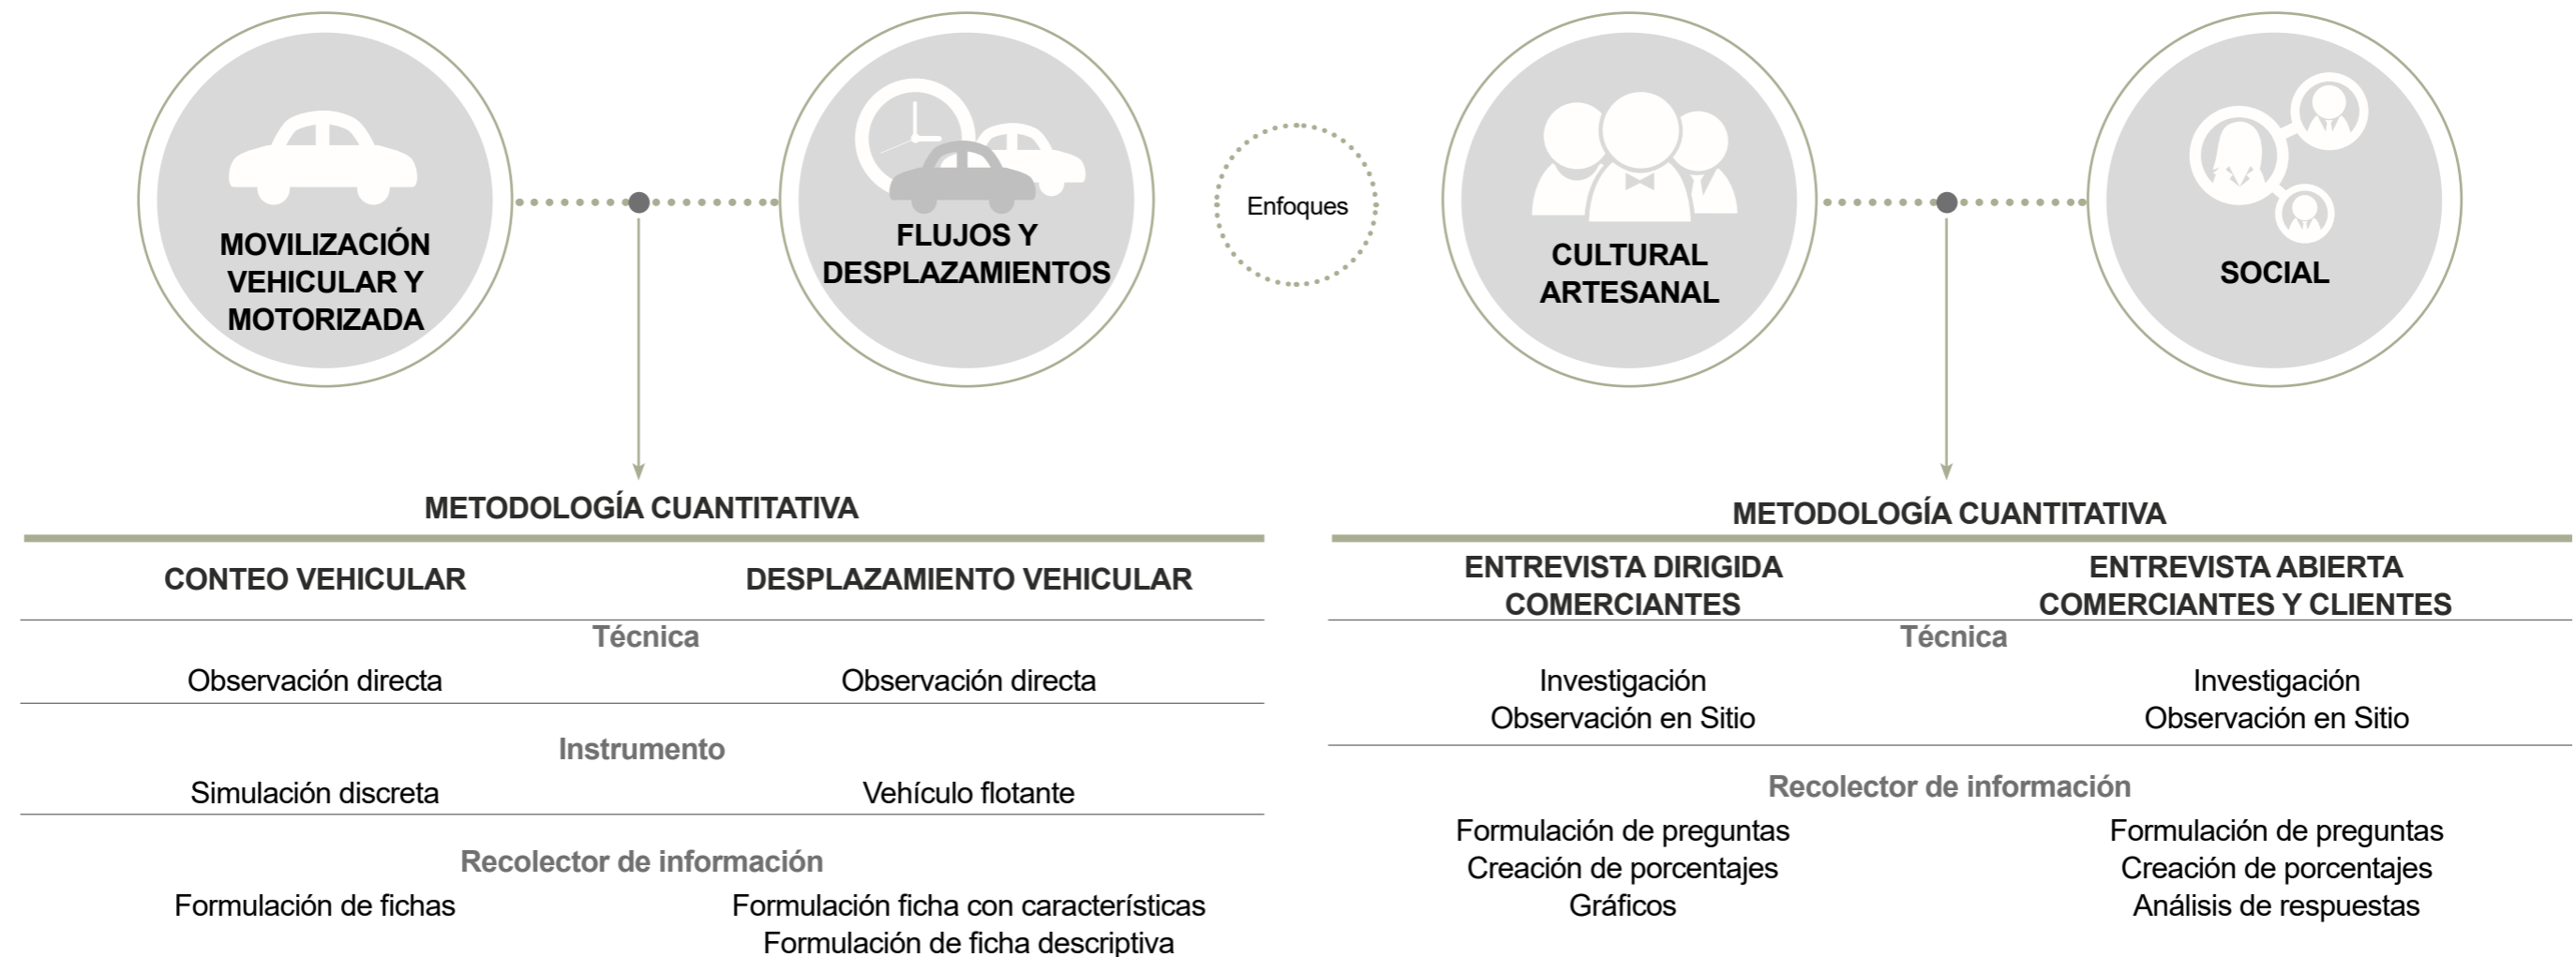 MOVILIZACIÓN
VEHICULAR Y
MOTORIZADA
FLUJOS Y
DESPLAZAMIENTOS
Enfoques
CULTURAL
ARTESANAL
SOCIAL
METODOLOGÍA CUANTITATIVA
CONTEO VEHICULAR
DESPLAZAMIENTO VEHICULAR
Técnica
Observación directa
Observación directa
Instrumento
Simulación discreta
Vehículo flotante
Recolector de información
Formulación de fichas
Formulación ficha con características
Formulación de ficha descriptiva
METODOLOGÍA CUANTITATIVA
ENTREVISTA DIRIGIDA
COMERCIANTES
ENTREVISTA ABIERTA
COMERCIANTES Y CLIENTES
Técnica
Investigación
Observación en Sitio
Investigación
Observación en Sitio
Recolector de información
Formulación de preguntas
Creación de porcentajes
Gráficos
Formulación de preguntas
Creación de porcentajes
Análisis de respuestas